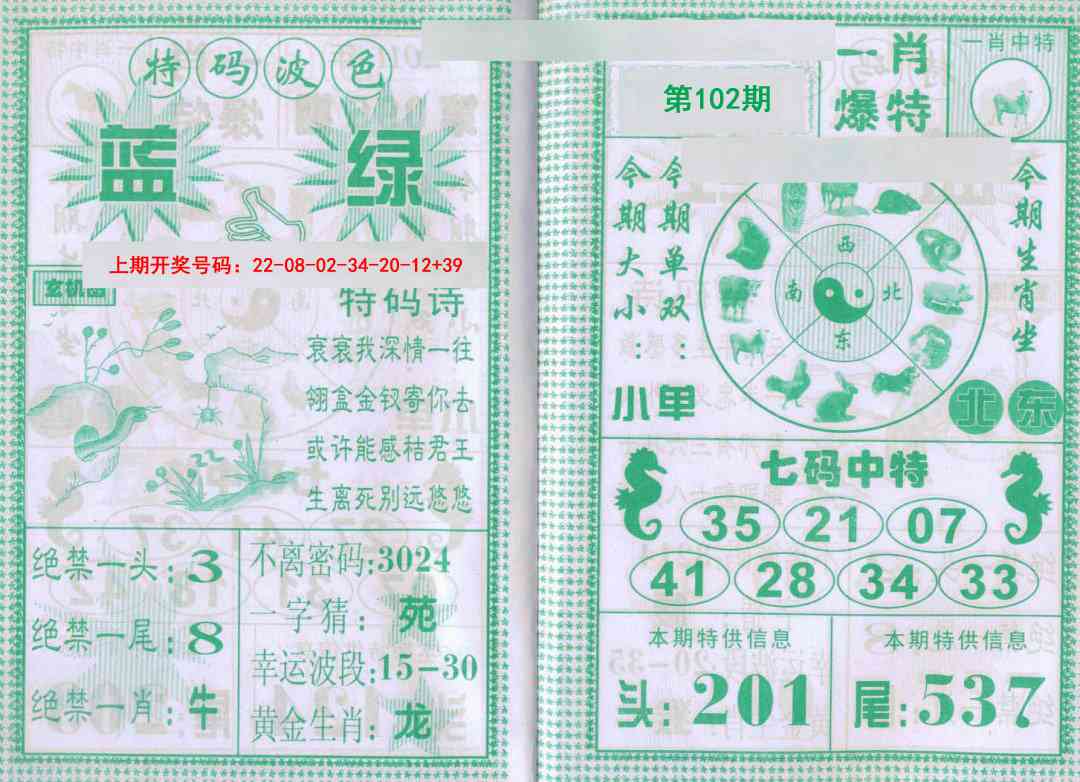 特码波色
蓝 绿
上期开奖号码：22-08-02-34-20-12+39
玄机图
特码诗
哀哀我深情一往
翎盒金钗寄你去
或许能感秸君王
生离死别远悠悠
22
绝禁一头：3
绝禁一尾：8
绝禁一肖：牛
不离密码：3024
一字猜：苑
幸运波段：15-30
黄金生肖：龙
第102期
一肖
爆特
一肖中特
今期大小：小
今期单双：单
西
南 北
东
今期生肖坐
北 东
七码中特
35 21 07
41 28 34 33
本期特供信息
头：201
本期特供信息
尾：537